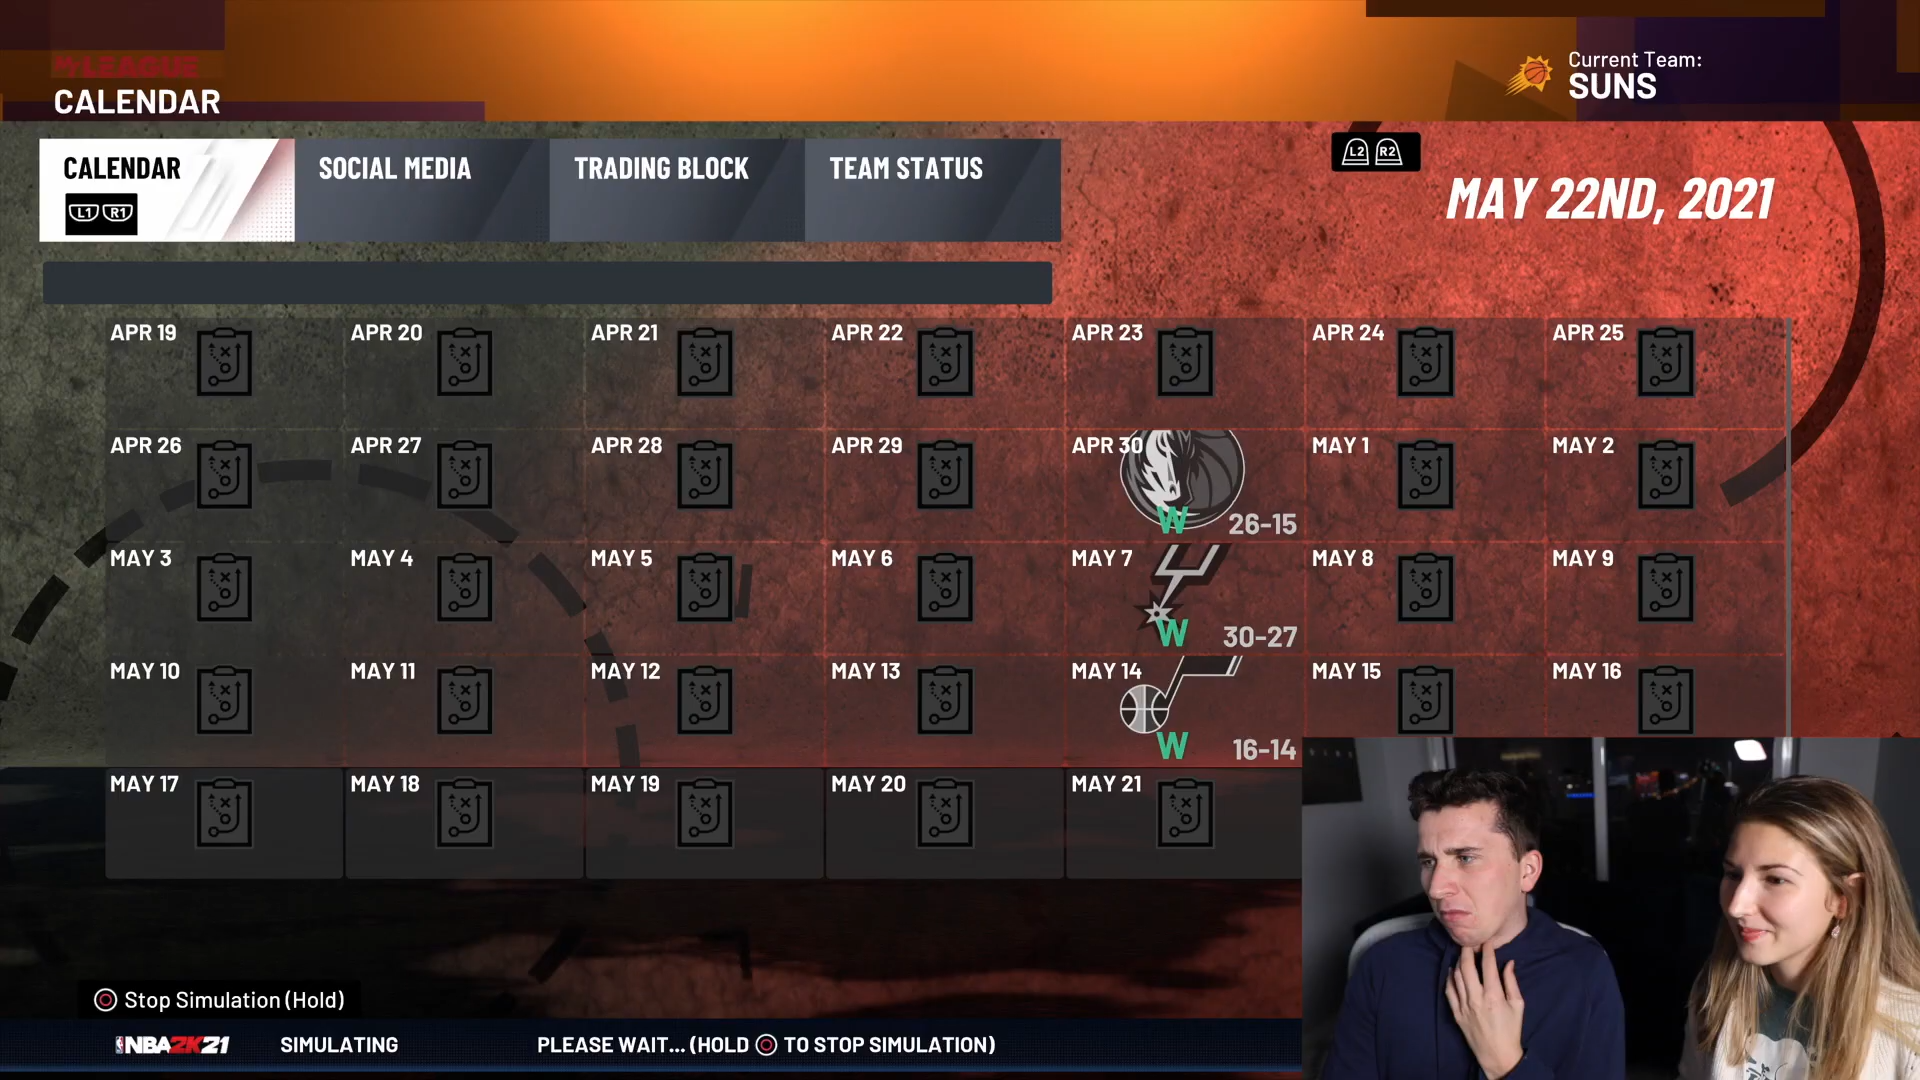 MyLEAGUE
CALENDAR
Current Team:
SUNS
CALENDAR
L1 R1
SOCIAL MEDIA
TRADING BLOCK
TEAM STATUS
L2 R2
MAY 22ND, 2021
APR 19 APR 20 APR 21 APR 22 APR 23 APR 24 APR 25
APR 26 APR 27 APR 28 APR 29 APR 30 MAY 1 MAY 2
W 26-15
MAY 3 MAY 4 MAY 5 MAY 6 MAY 7 MAY 8 MAY 9
W 30-27
MAY 10 MAY 11 MAY 12 MAY 13 MAY 14 MAY 15 MAY 16
W 16-14
MAY 17 MAY 18 MAY 19 MAY 20 MAY 21
Stop Simulation (Hold)
NBA2K21 SIMULATING PLEASE WAIT... (HOLD TO STOP SIMULATION)